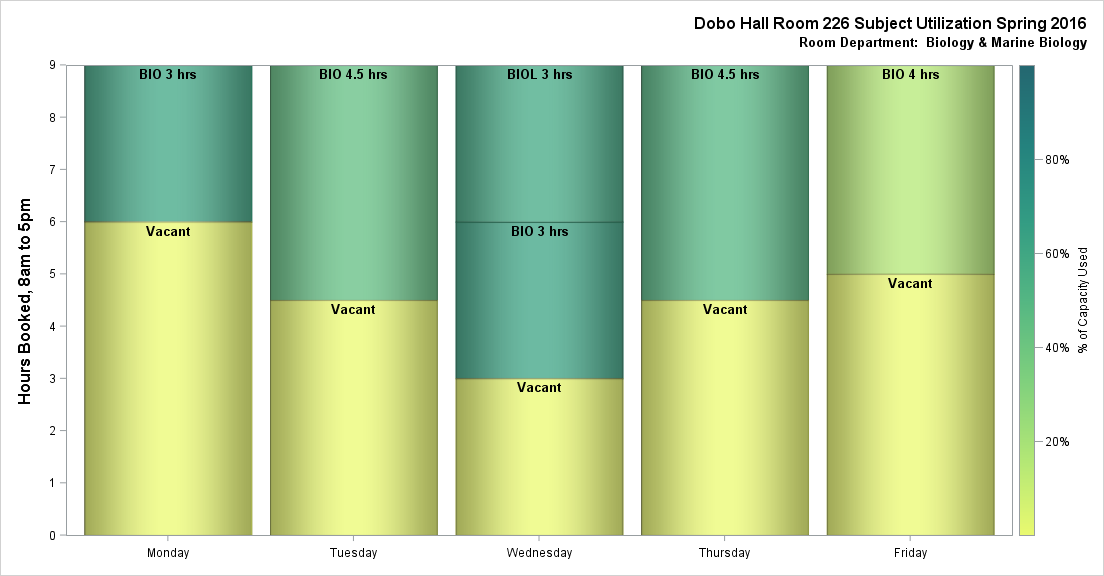 Dobo Hall Room 226 Subject Utilization Spring 2016
Room Department:  Biology & Marine Biology
Hours Booked, 8am to 5pm
9
8
7
6
5
4
3
2
1
0
BIO 3 hrs
Vacant
BIO 4.5 hrs
Vacant
BIOL 3 hrs
BIO 3 hrs
Vacant
BIO 4.5 hrs
Vacant
BIO 4 hrs
Vacant
Monday
Tuesday
Wednesday
Thursday
Friday
80%
60%
40%
20%
% of Capacity Used